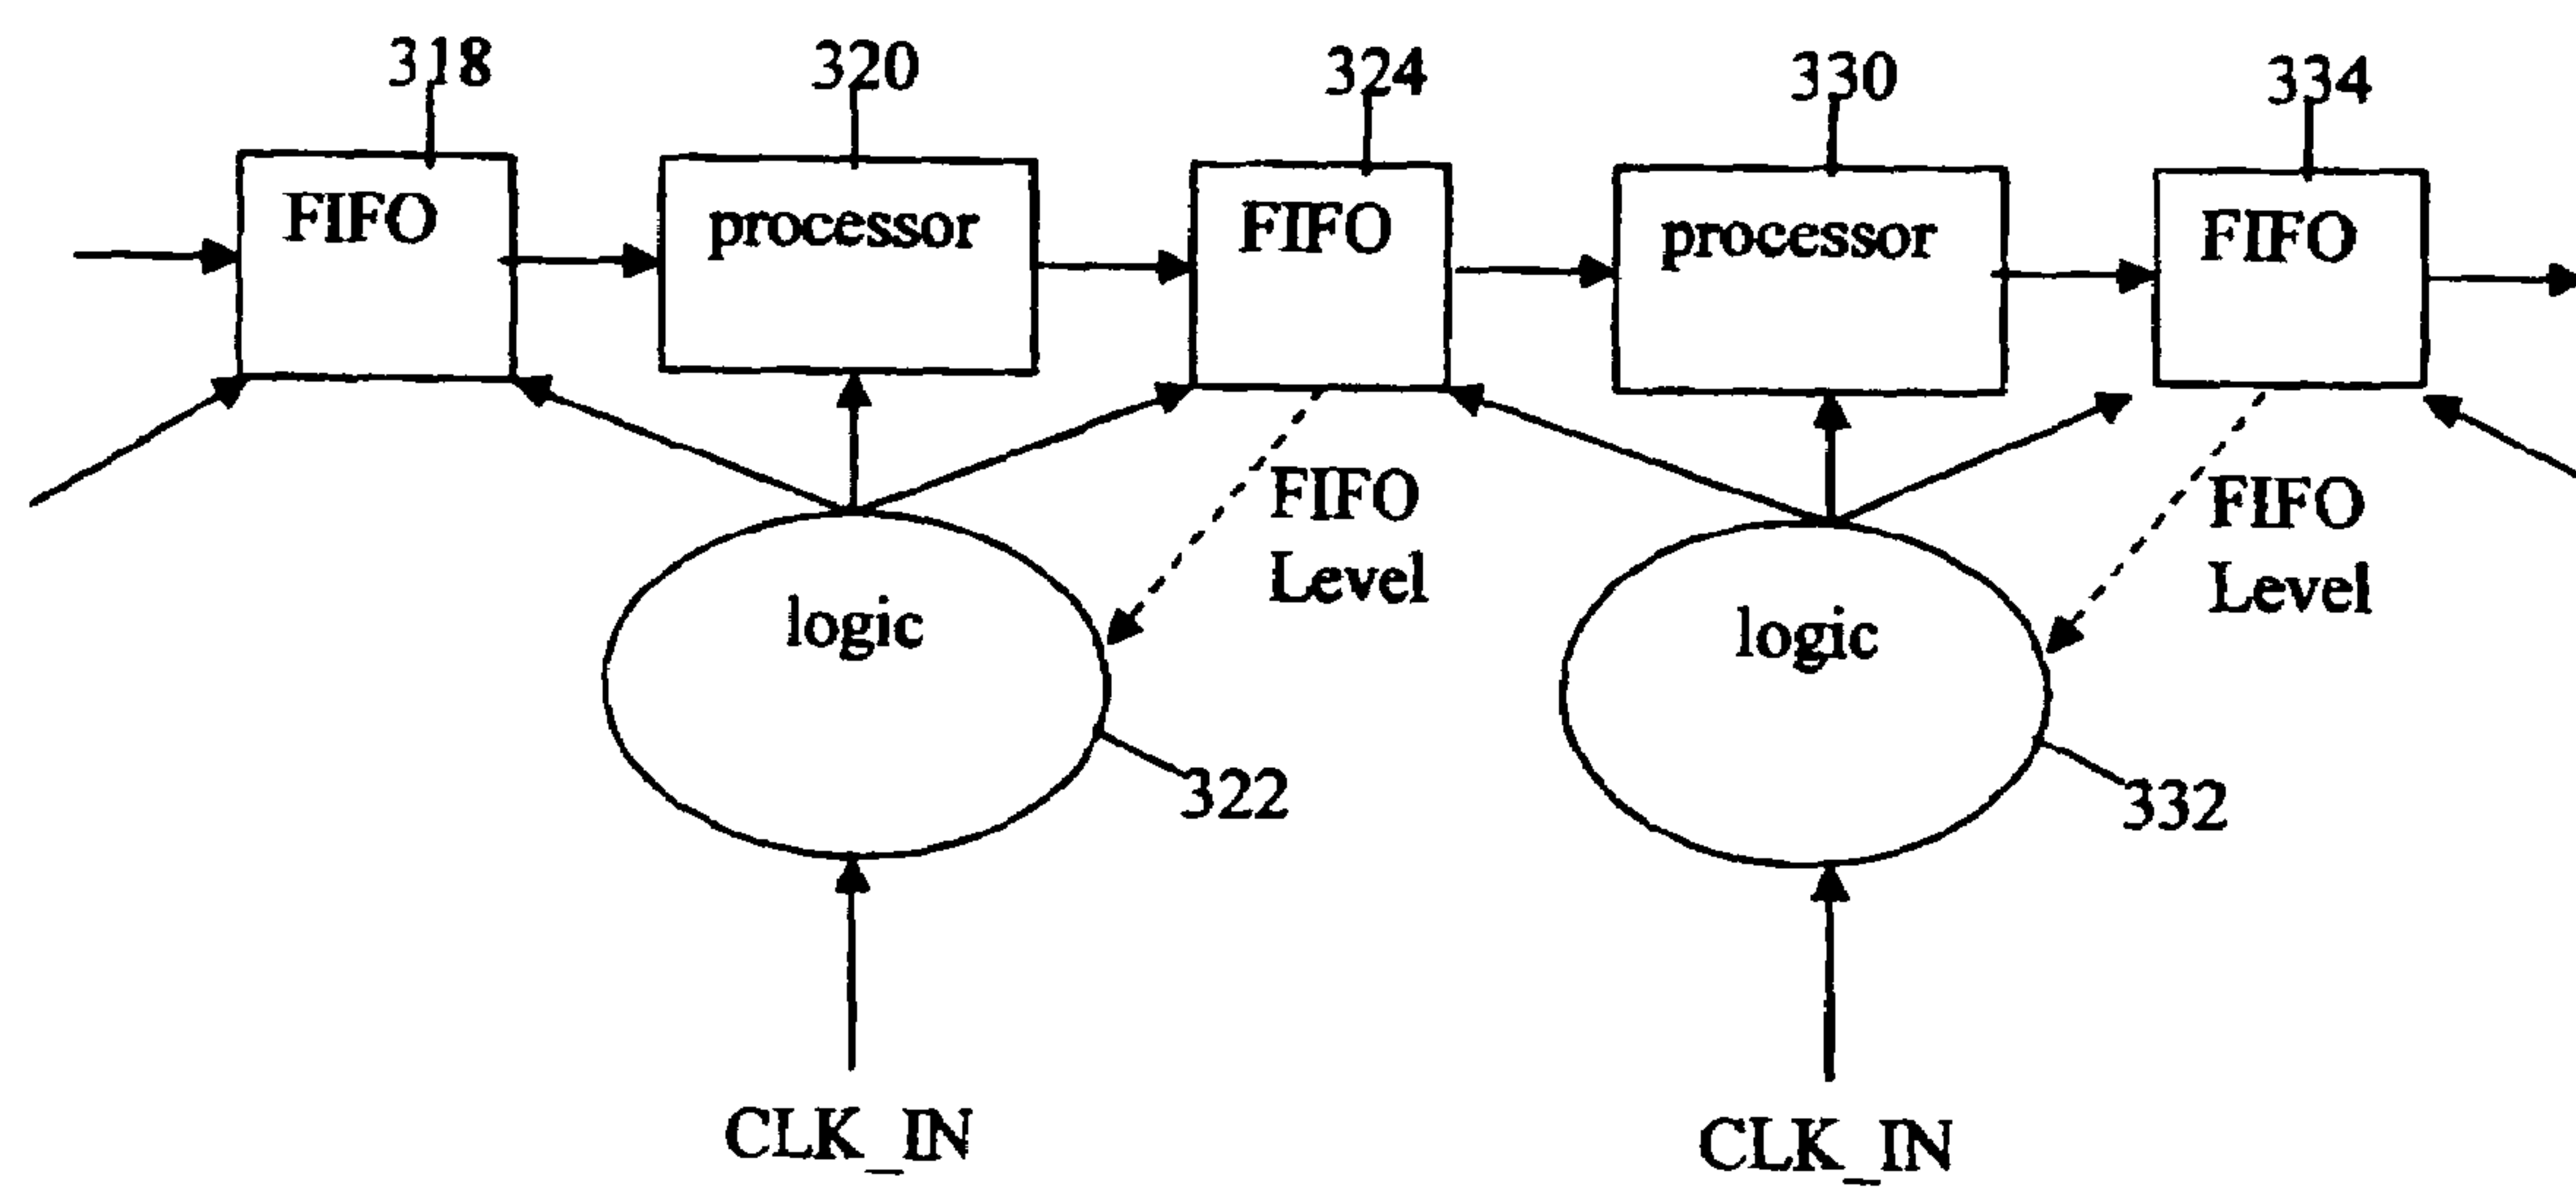 318
320
324
330
334
FIFO
processor
FIFO
processor
FIFO
FIFO
Level
FIFO
Level
logic
logic
322
332
CLK_IN
CLK_IN